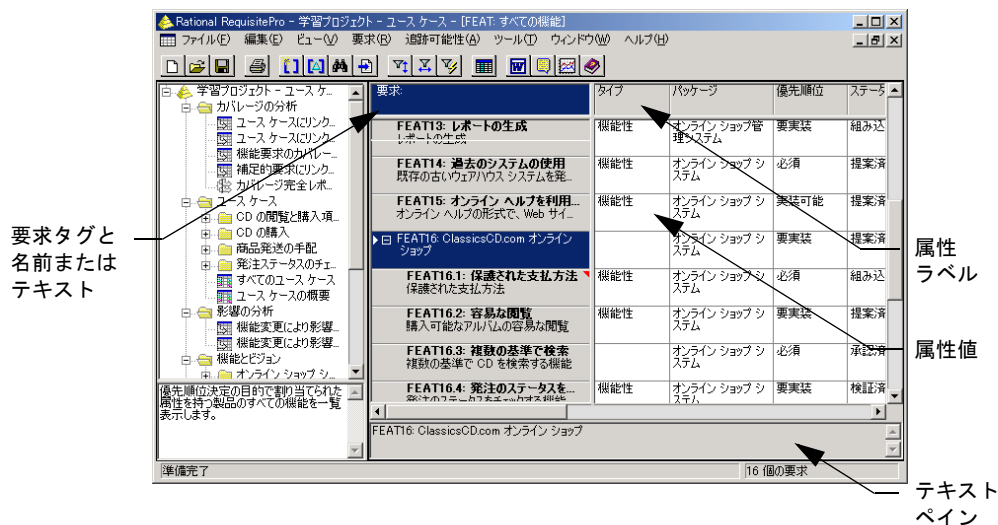 Rational RequisitePro - 学習プロジェクト - ユース ケース - [FEAT: すべての機能]
ファイル(F) 編集(E) ビュー(V) 要求(R) 追跡可能性(A) ツール(T) ウィンドウ(W) ヘルプ(H)
学習プロジェクト - ユース ケ...
カバレージの分析
ユース ケースにリンク...
ユース ケースにリンク...
機能要求のカバレー...
補足的要求にリンク...
カバレージ完全レポ...
ユース ケース
CD の閲覧と購入項...
CD の購入
商品発送の手配
発注ステータスのチェ...
すべてのユース ケース
ユース ケースの概要
影響の分析
機能変更により影響...
機能変更により影響...
機能とビジョン
オンライン ショップ シ...
優先順位決定の目的で割り当てられた
属性を持つ製品のすべての機能を一覧
表示します。
要求: タイプ パッケージ 優先順位 ステータ
FEAT13: レポートの生成
レポートの生成
機能性
オンライン ショップ管
理システム
要実装
組み込
FEAT14: 過去のシステムの使用
既存の古いウェアハウス システムを発...
機能性
オンライン ショップ シ
ステム
必須
提案済
FEAT15: オンライン ヘルプを利用...
オンライン ヘルプの形式で、Web サイ...
機能性
オンライン ショップ シ
ステム
実装可能
提案済
FEAT16: ClassicsCD.com オンライン
ショップ
オンライン ショップ シ
ステム
要実装
提案済
FEAT16.1: 保護された支払方法
保護された支払方法
機能性
オンライン ショップ シ
ステム
必須
組み込
FEAT16.2: 容易な閲覧
購入可能なアルバムの容易な閲覧
機能性
オンライン ショップ シ
ステム
要実装
提案済
FEAT16.3: 複数の基準で検索
複数の基準で CD を検索する機能
オンライン ショップ シ
ステム
必須
承認済
FEAT16.4: 発注のステータスを...
発注のステータスをチェックする機能
機能性
オンライン ショップ シ
ステム
要実装
検証済
FEAT16: ClassicsCD.com オンライン ショップ
準備完了
16 個の要求
要求タグと
名前または
テキスト
属性
ラベル
属性値
テキスト
ペイン